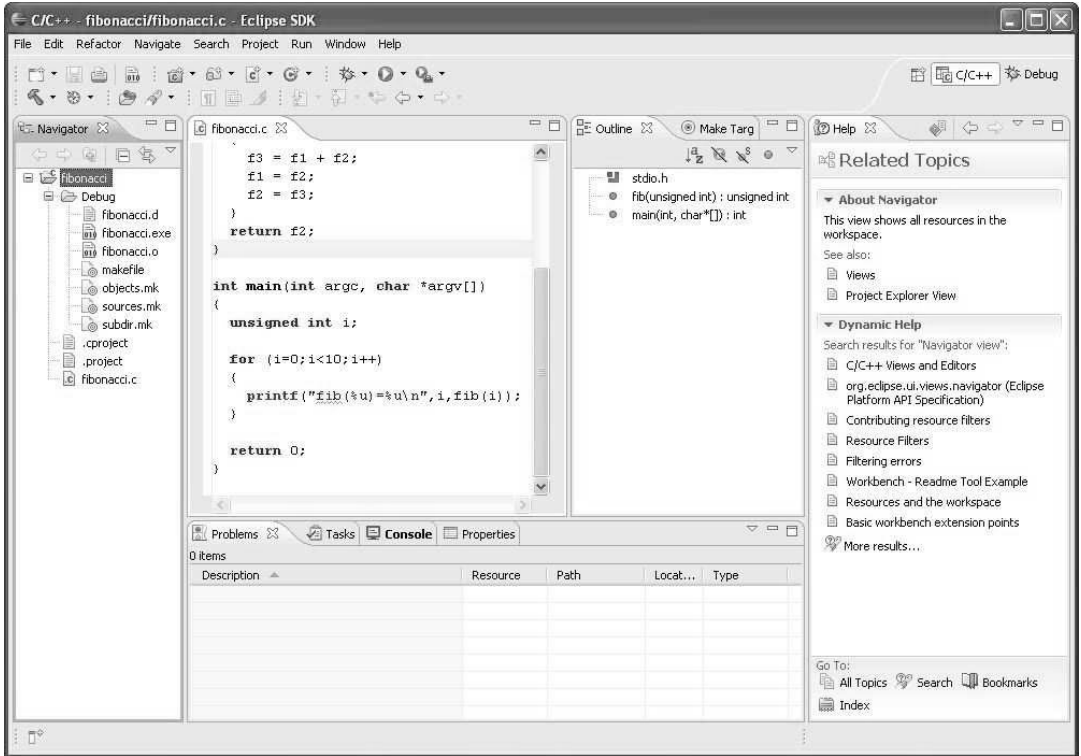 C/C++ - fibonacci/fibonacci.c - Eclipse SDK
File Edit Refactor Navigate Search Project Run Window Help
C/C++ Debug
Navigator
fibonacci
Debug
fibonacci.d
fibonacci.exe
fibonacci.o
makefile
objects.mk
sources.mk
subdir.mk
.cproject
.project
fibonacci.c
fibonacci.c
f3 = f1 + f2;
f1 = f2;
f2 = f3;
}
return f2;
}
int main(int argc, char *argv[])
{
unsigned int i;
for (i=0;i<10;i++)
{
printf("fib(%u)=%u\n",i,fib(i));
}
return 0;
}
Outline Make Targ
stdio.h
fib(unsigned int) : unsigned int
main(int, char*[]) : int
Help
Related Topics
About Navigator
This view shows all resources in the
workspace.
See also:
Views
Project Explorer View
Dynamic Help
Search results for "Navigator view":
C/C++ Views and Editors
org.eclipse.ui.views.navigator (Eclipse
Platform API Specification)
Contributing resource filters
Resource Filters
Filtering errors
Workbench - Readme Tool Example
Resources and the workspace
Basic workbench extension points
More results...
Go To:
All Topics Search Bookmarks
Index
Problems Tasks Console Properties
0 items
Description Resource Path Locat... Type